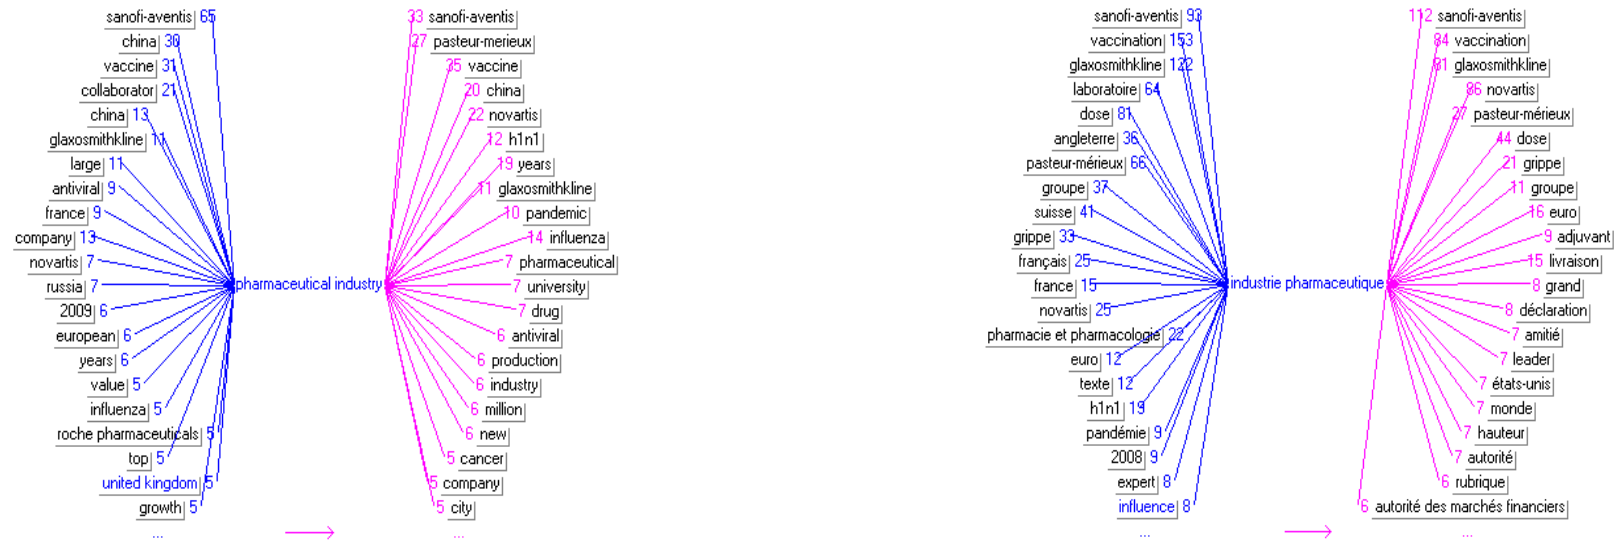 sanofi-aventis 65
china 30
vaccine 31
collaborator 21
china 13
glaxosmithkline 11
large 11
antiviral 9
france 9
company 13
novartis 7
russia 7
2009 6
european 6
years 6
value 5
influenza 5
roche pharmaceuticals 5
top 5
united kingdom 5
growth 5
...
pharmaceutical industry
33 sanofi-aventis
27 pasteur-merieux
35 vaccine
20 china
22 novartis
12 h1n1
19 years
11 glaxosmithkline
10 pandemic
14 influenza
7 pharmaceutical
7 university
7 drug
6 antiviral
6 production
6 industry
6 million
6 new
5 cancer
5 company
5 city
...
sanofi-aventis 93
vaccination 153
glaxosmithkline 122
laboratoire 64
dose 81
angleterre 36
pasteur-mérieux 66
groupe 37
suisse 41
grippe 33
français 25
france 15
novartis 25
pharmacie et pharmacologie 22
euro 12
texte 12
h1n1 19
pandémie 9
2008 9
expert 8
influence 8
...
industrie pharmaceutique
112 sanofi-aventis
84 vaccination
81 glaxosmithkline
86 novartis
27 pasteur-mérieux
44 dose
21 grippe
11 groupe
16 euro
9 adjuvant
15 livraison
8 grand
8 déclaration
7 amitié
7 leader
7 états-unis
7 monde
7 hauteur
7 autorité
6 rubrique
6 autorité des marchés financiers
...